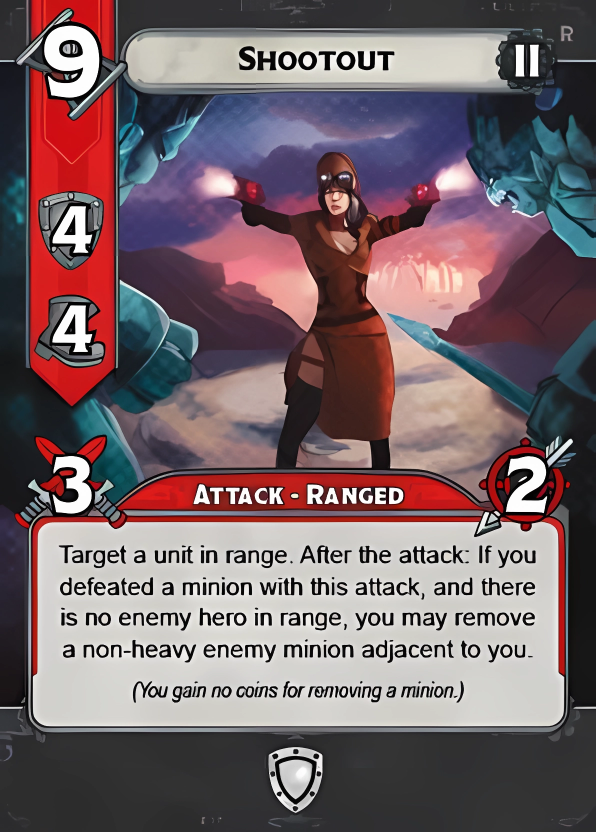 R
9
SHOOTOUT
II
4
4
3
ATTACK - RANGED
2
Target a unit in range. After the attack: If you
defeated a minion with this attack, and there
is no enemy hero in range, you may remove
a non-heavy enemy minion adjacent to you.
(You gain no coins for removing a minion.)